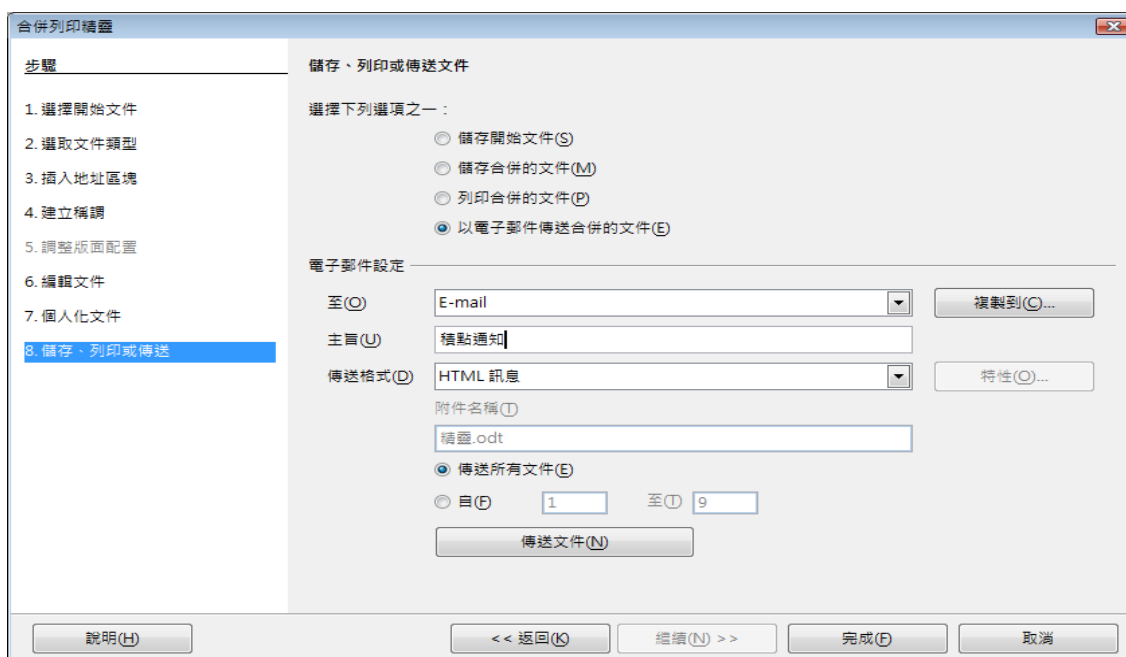 合併列印精靈
步驟
1. 選擇開始文件
2. 選取文件類型
3. 插入地址區塊
4. 建立稱謂
5. 調整版面配置
6. 編輯文件
7. 個人化文件
8. 儲存、列印或傳送
儲存、列印或傳送文件
選擇下列選項之一：
儲存開始文件(S)
儲存合併的文件(M)
列印合併的文件(P)
以電子郵件傳送合併的文件(E)
電子郵件設定
至(O) E-mail 複製到(C)...
主旨(U) 積點通知
傳送格式(D) HTML 訊息 特性(O)...
附件名稱(T)
精靈.odt
傳送所有文件(E)
自(F) 1 至(T) 9
傳送文件(N)
說明(H) << 返回(K) 繼續(N) >> 完成(F) 取消